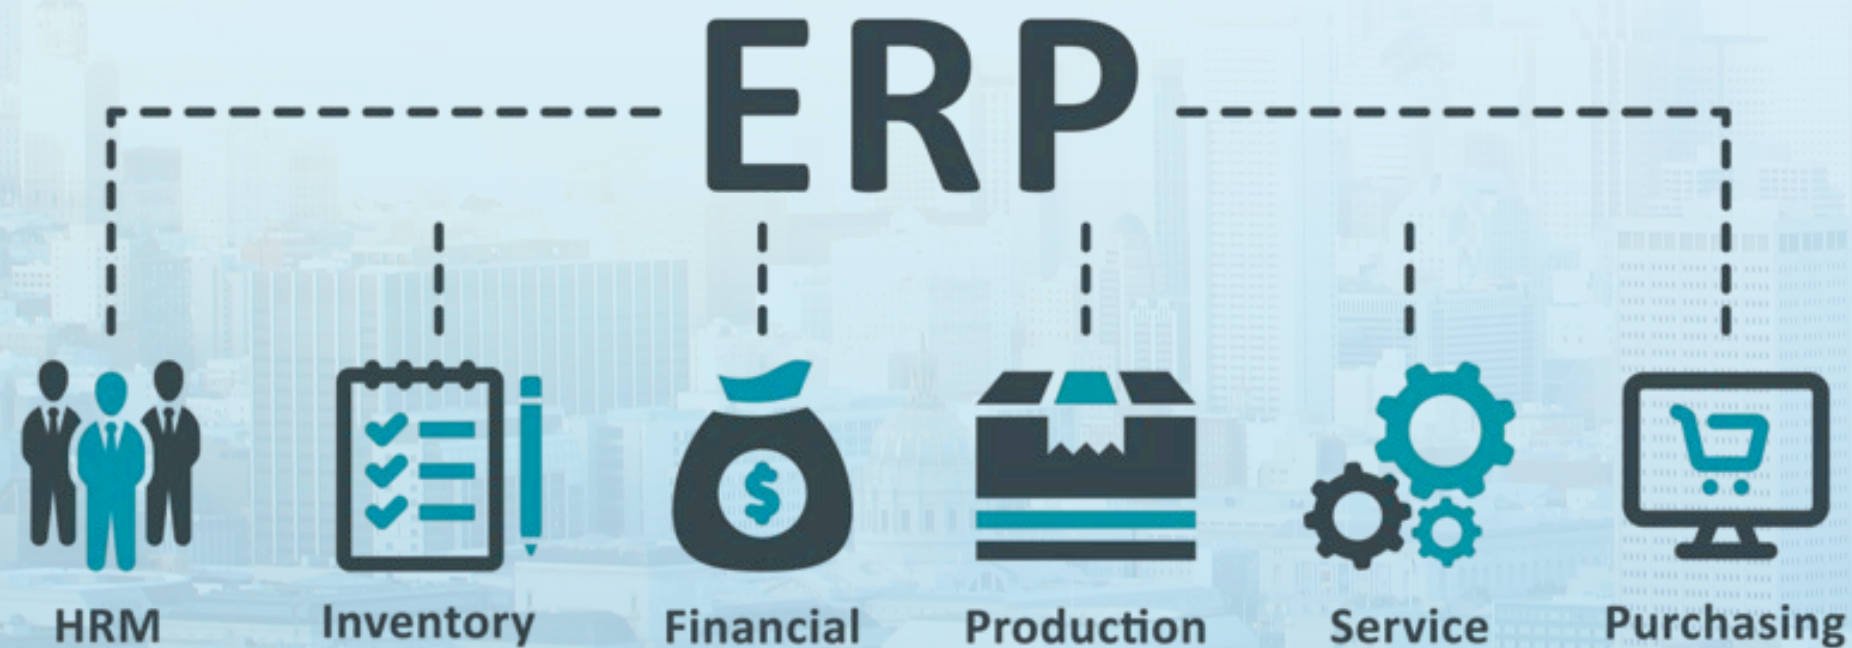 ERP
HRM
Inventory
Financial
Production
Service
Purchasing